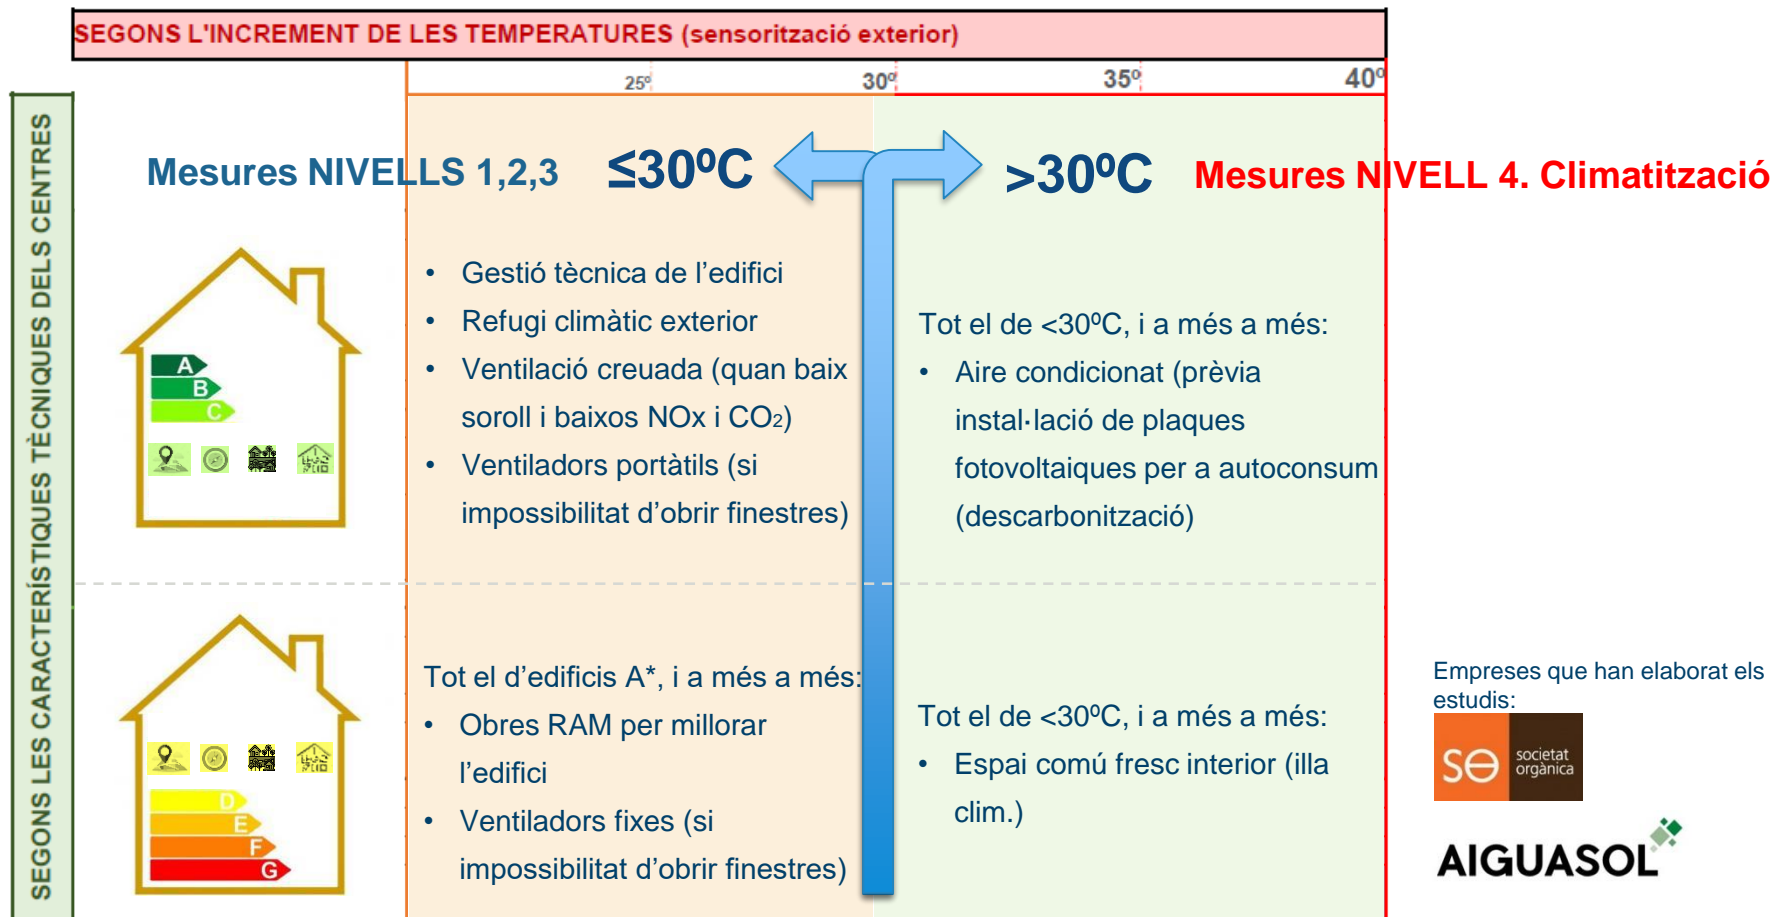 SEGONS L'INCREMENT DE LES TEMPERATURES (sensorització exterior)
25º
30º
35º
40º
SEGONS LES CARACTERÍSTIQUES TÈCNIQUES DELS CENTRES
Mesures NIVELLS 1,2,3
≤30ºC
>30ºC
Mesures NIVELL 4. Climatització
A
B
C
• Gestió tècnica de l’edifici
• Refugi climàtic exterior
• Ventilació creuada (quan baix
soroll i baixos NOx i CO2)
• Ventiladors portàtils (si
impossibilitat d’obrir finestres)
Tot el de <30ºC, i a més a més:
• Aire condicionat (prèvia
instal·lació de plaques
fotovoltaiques per a autoconsum
(descarbonització)
D
E
F
G
Tot el d’edificis A*, i a més a més:
• Obres RAM per millorar
l’edifici
• Ventiladors fixes (si
impossibilitat d’obrir finestres)
Tot el de <30ºC, i a més a més:
• Espai comú fresc interior (illa
clim.)
Empreses que han elaborat els
estudis:
so societat
orgànica
AIGUASOL